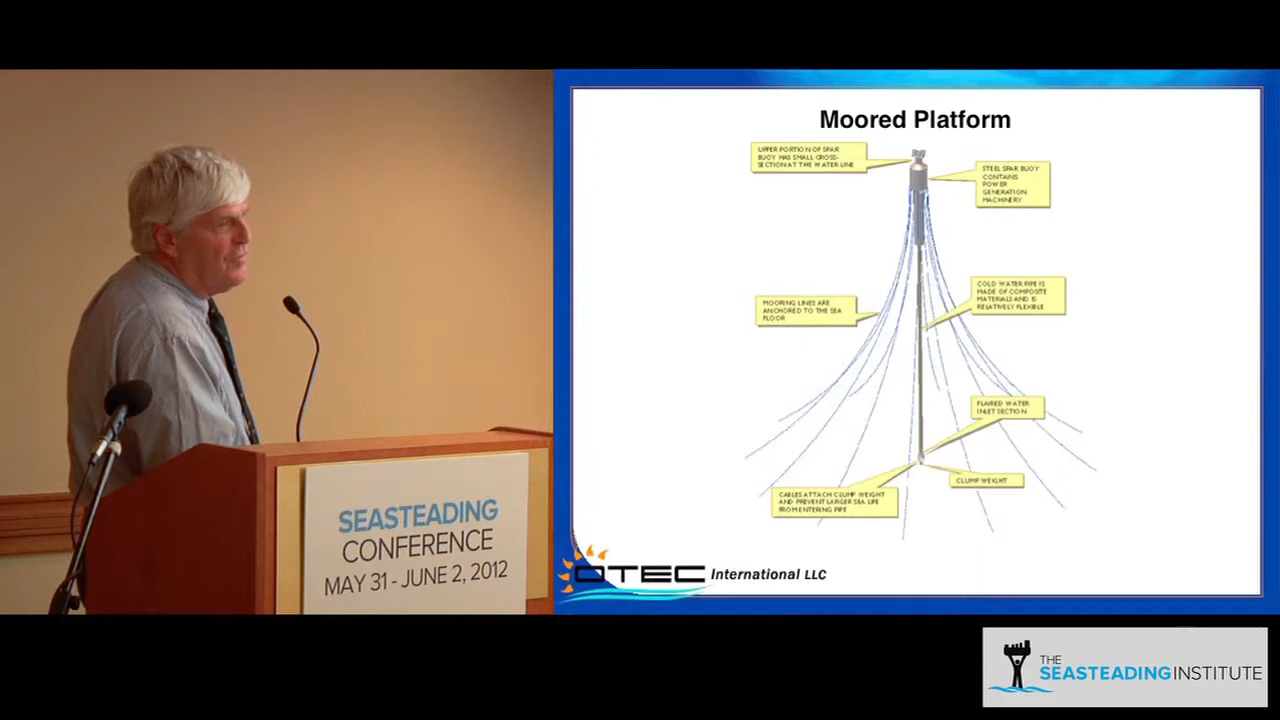 Moored Platform
UPPER PORTION OF SPAR
BUOY HAS SMALL CROSS-
SECTION AT THE WATER LINE
STEEL SPAR BUOY
CONTAINS
POWER
GENERATION
MACHINERY
MOORING LINES ARE
ANCHORED TO THE SEA
FLOOR
COLD WATER PIPE IS
MADE OF COMPOSITE
MATERIALS AND IS
RELATIVELY FLEXIBLE
FLAIRED WATER
INLET SECTION
CABLES ATTACH CLUMP WEIGHT
AND PREVENT LARGER SEA LIFE
FROM ENTERING PIPE
CLUMP WEIGHT
OTEC International LLC
SEASTEADING
CONFERENCE
MAY 31 - JUNE 2, 2012
THE
SEASTEADING INSTITUTE